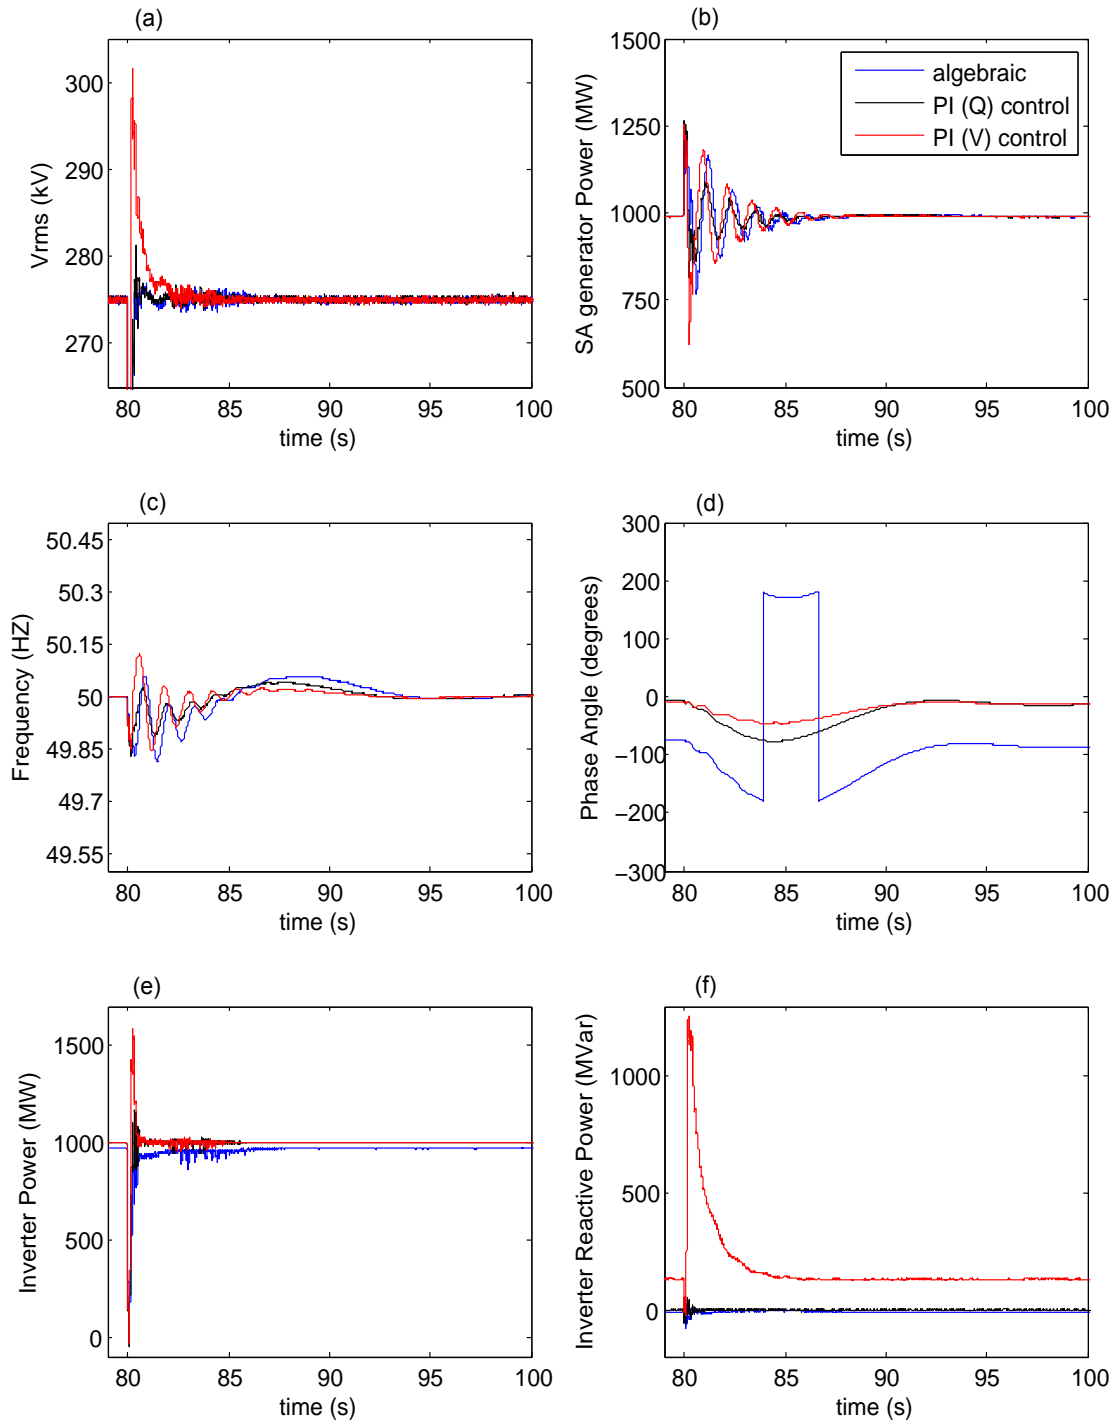 (a)
300
290
280
270
Vrms (kV)
80 85 90 95 100
time (s)
(b)
1500
1250
1000
750
500
SA generator Power (MW)
algebraic
PI (Q) control
PI (V) control
80 85 90 95 100
time (s)
(c)
50.45
50.3
50.15
50
49.85
49.7
49.55
Frequency (HZ)
80 85 90 95 100
time (s)
(d)
300
200
100
0
−100
−200
−300
Phase Angle (degrees)
80 85 90 95 100
time (s)
(e)
1500
1000
500
0
Inverter Power (MW)
80 85 90 95 100
time (s)
(f)
1000
500
0
Inverter Reactive Power (MVar)
80 85 90 95 100
time (s)